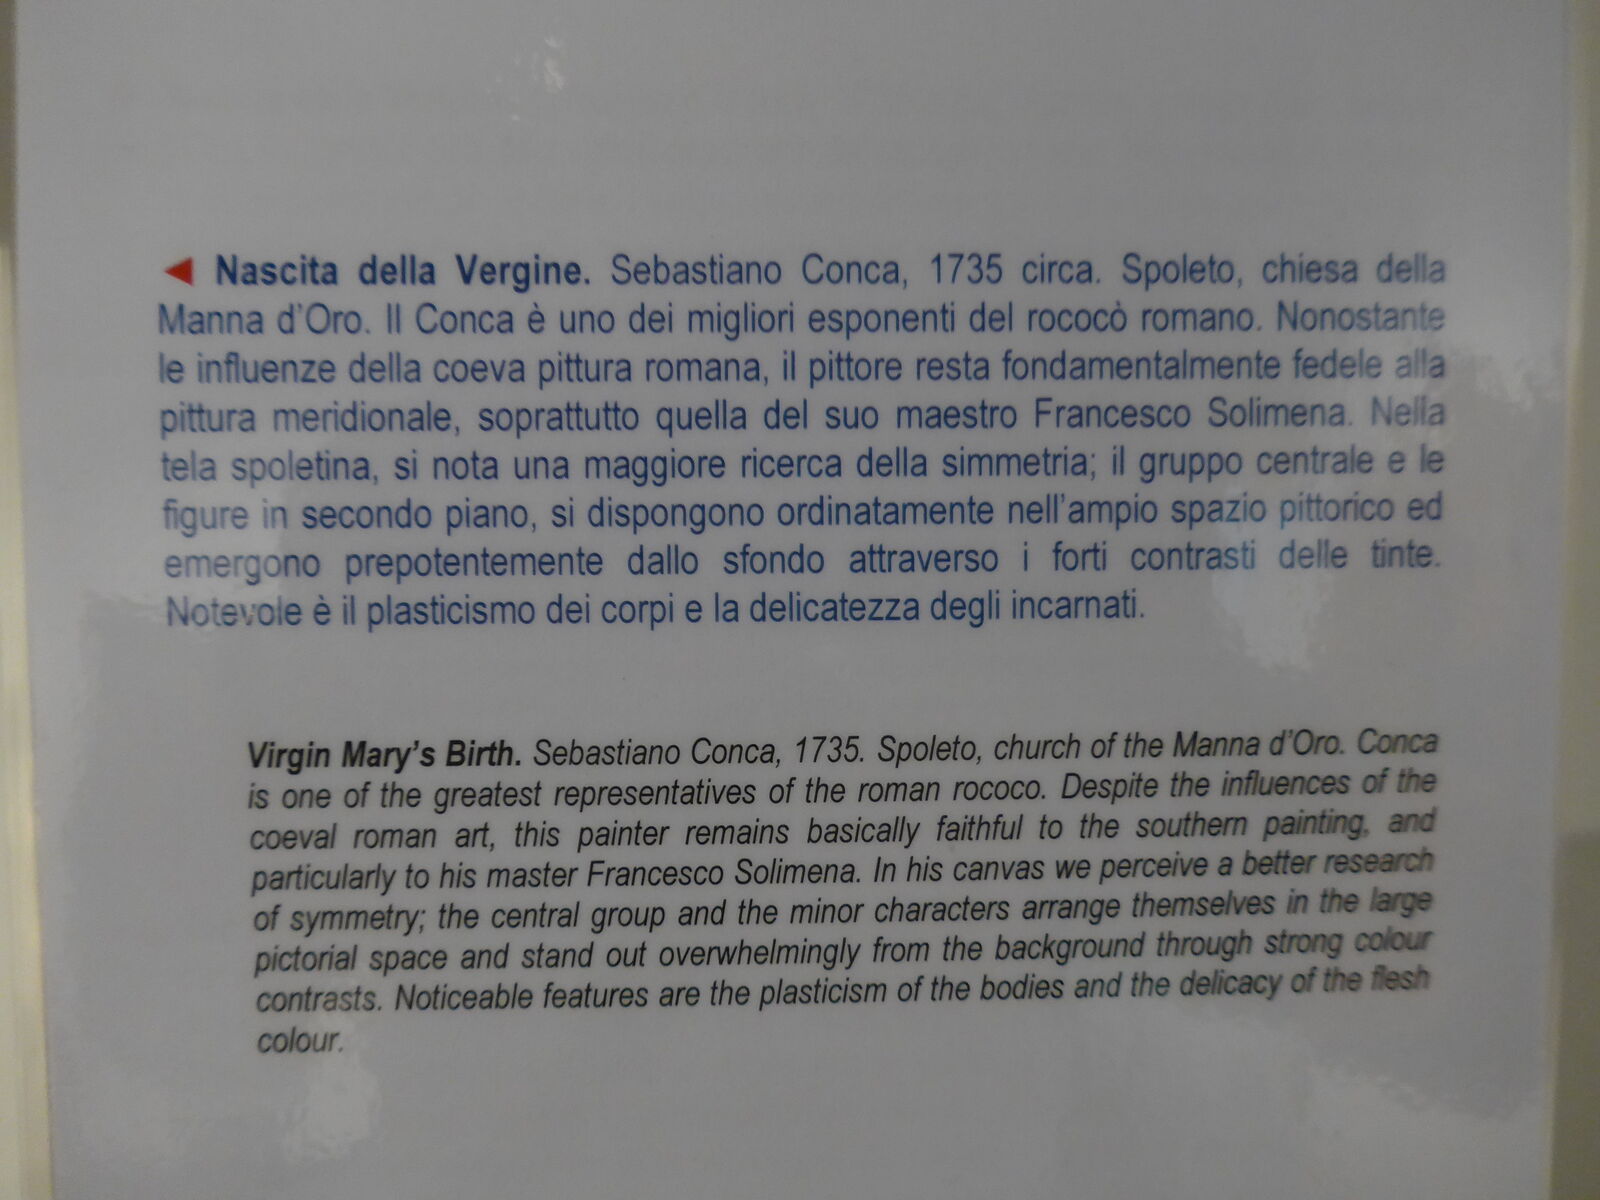 ◄ Nascita della Vergine. Sebastiano Conca, 1735 circa. Spoleto, chiesa della
Manna d'Oro. Il Conca è uno dei migliori esponenti del rococò romano. Nonostante
le influenze della coeva pittura romana, il pittore resta fondamentalmente fedele alla
pittura meridionale, soprattutto quella del suo maestro Francesco Solimena. Nella
tela spoletina, si nota una maggiore ricerca della simmetria; il gruppo centrale e le
figure in secondo piano, si dispongono ordinatamente nell'ampio spazio pittorico ed
emergono prepotentemente dallo sfondo attraverso i forti contrasti delle tinte.
Notevole è il plasticismo dei corpi e la delicatezza degli incarnati.
Virgin Mary's Birth. Sebastiano Conca, 1735. Spoleto, church of the Manna d'Oro. Conca
is one of the greatest representatives of the roman rococo. Despite the influences of the
coeval roman art, this painter remains basically faithful to the southern painting, and
particularly to his master Francesco Solimena. In his canvas we perceive a better research
of symmetry; the central group and the minor characters arrange themselves in the large
pictorial space and stand out overwhelmingly from the background through strong colour
contrasts. Noticeable features are the plasticism of the bodies and the delicacy of the flesh
colour.